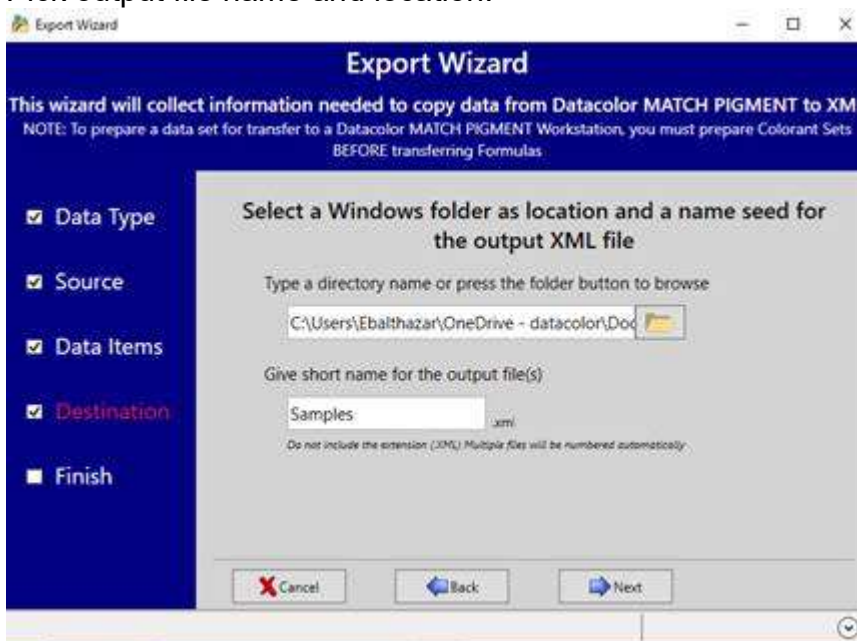 Export Wizard
Export Wizard
This wizard will collect information needed to copy data from Datacolor MATCH PIGMENT to XM
NOTE: To prepare a data set for transfer to a Datacolor MATCH PIGMENT Workstation, you must prepare Colorant Sets
BEFORE transferring Formulas
Data Type
Source
Data Items
Destination
Finish
Select a Windows folder as location and a name seed for
the output XML file
Type a directory name or press the folder button to browse
C:\Users\Ebalthazar\OneDrive - datacolor\Doc
Give short name for the output file(s)
Samples
.xml
Do not include the extension (.XML) Multiple files will be numbered automatically
Cancel
Back
Next